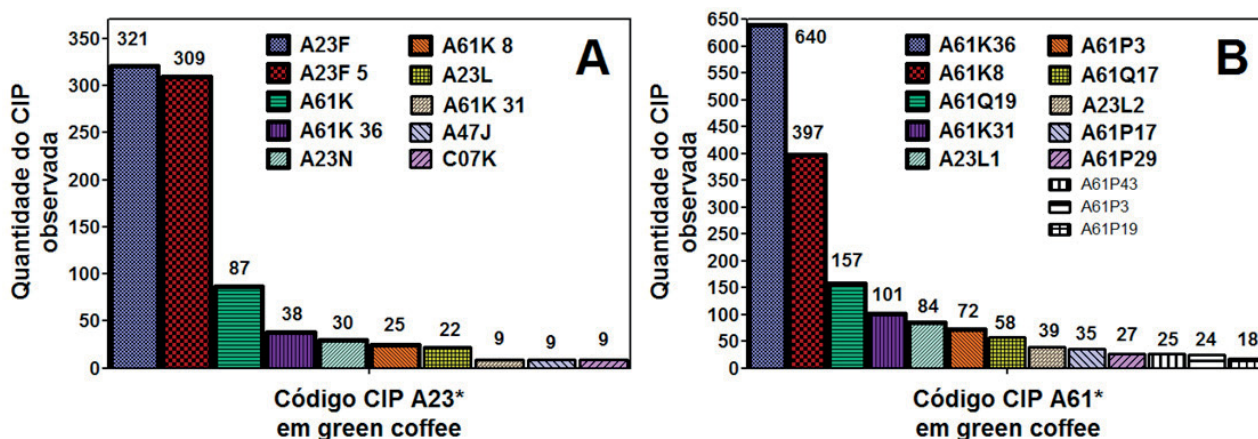 A
Quantidade do CIP
observada
350
300
250
200
150
100
50
0
321
309
87
38
30
25
22
9
9
9
A23F
A23F 5
A61K
A61K 36
A23N
A61K 8
A23L
A61K 31
A47J
C07K
Código CIP A23*
em green coffee
B
Quantidade do CIP
observada
650
600
550
500
450
400
350
300
250
200
150
100
50
0
640
397
157
101
84
72
58
39
35
27
25
24
18
A61K36
A61K8
A61Q19
A61K31
A23L1
A61P3
A61Q17
A23L2
A61P17
A61P29
A61P43
A61P3
A61P19
Código CIP A61*
em green coffee